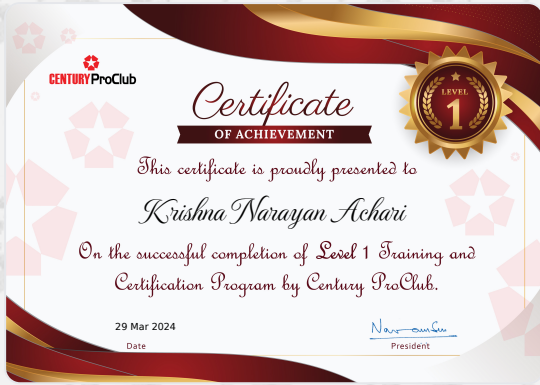 CENTURY ProClub
LEVEL
1
Certificate
OF ACHIEVEMENT
This certificate is proudly presented to
Krishna Narayan Achari
On the successful completion of Level 1 Training and
Certification Program by Century ProClub.
29 Mar 2024
Date
President